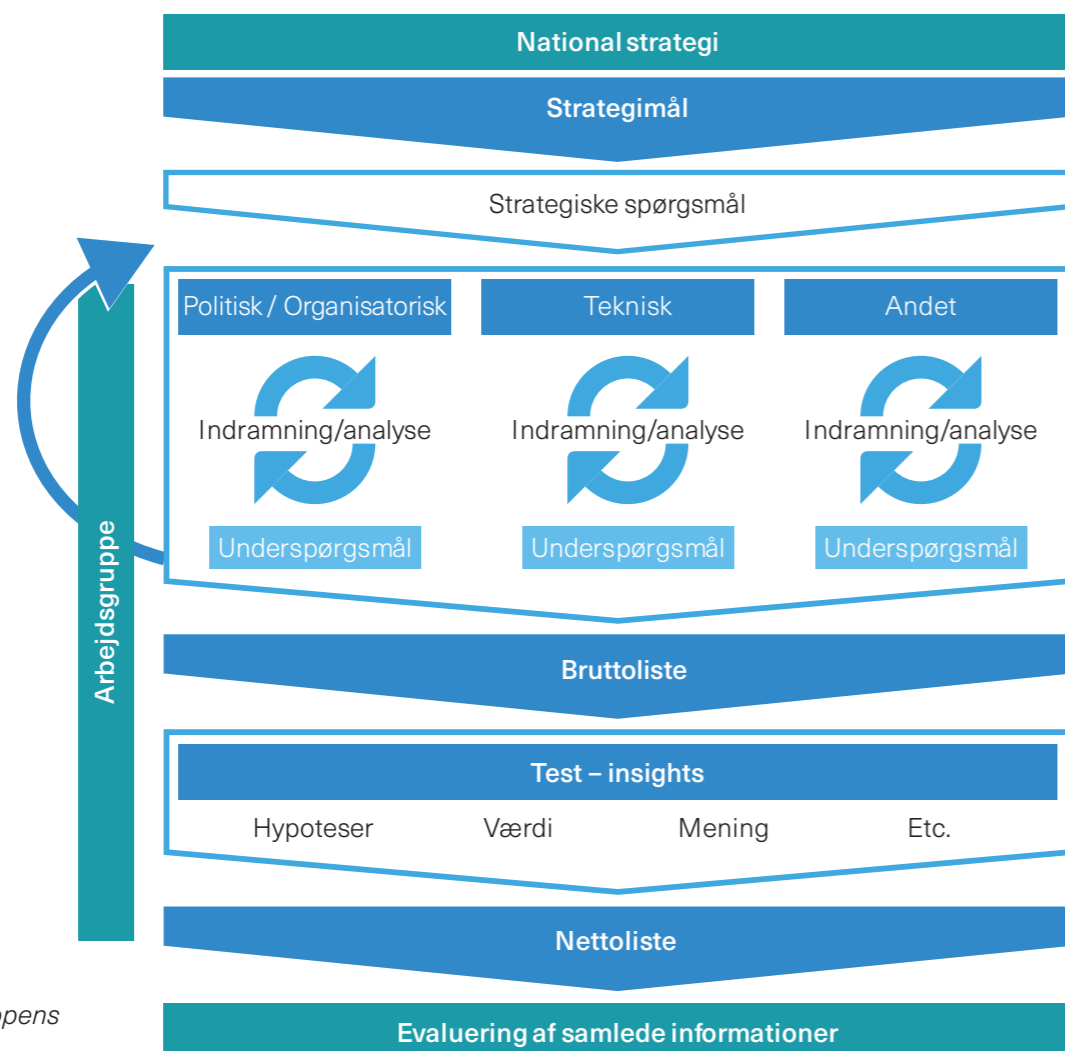 National strategi
Strategimål
Strategiske spørgsmål
Politisk / Organisatorisk
Teknisk
Andet
Indramning/analyse
Indramning/analyse
Indramning/analyse
Underspørgsmål
Underspørgsmål
Underspørgsmål
Arbejdsgruppe
Bruttoliste
Test – insights
Hypoteser
Værdi
Mening
Etc.
Nettoliste
Evaluering af samlede informationer